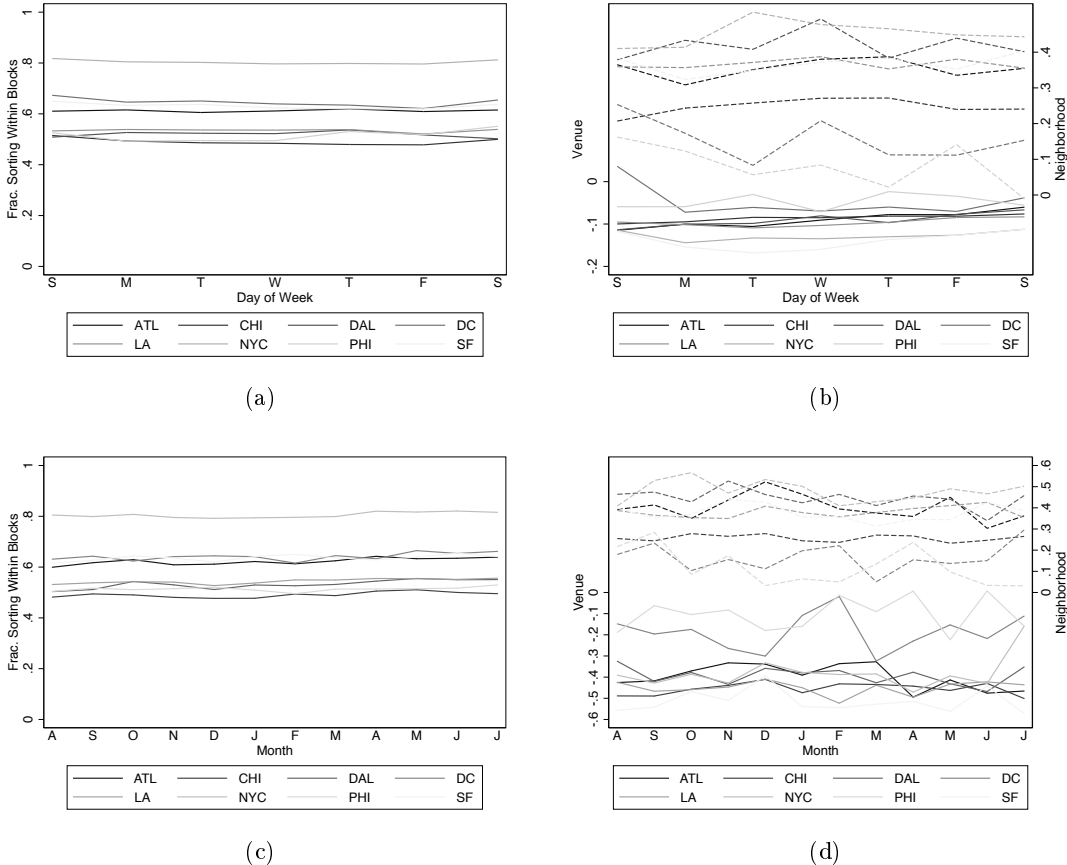 Frac. Sorting Within Blocks
1
.8
.6
.4
.2
0
S M T W T F S
Day of Week
ATL CHI DAL DC
LA NYC PHI SF
(a)
Venue
0
-.1
-.2
Neighborhood
.4
.3
.2
.1
0
S M T W T F S
Day of Week
ATL CHI DAL DC
LA NYC PHI SF
(b)
Frac. Sorting Within Blocks
1
.8
.6
.4
.2
0
A S O N D J F M A M J J
Month
ATL CHI DAL DC
LA NYC PHI SF
(c)
Venue
0
-.1
-.2
-.3
-.4
-.5
-.6
Neighborhood
.6
.5
.4
.3
.2
.1
0
A S O N D J F M A M J J
Month
ATL CHI DAL DC
LA NYC PHI SF
(d)